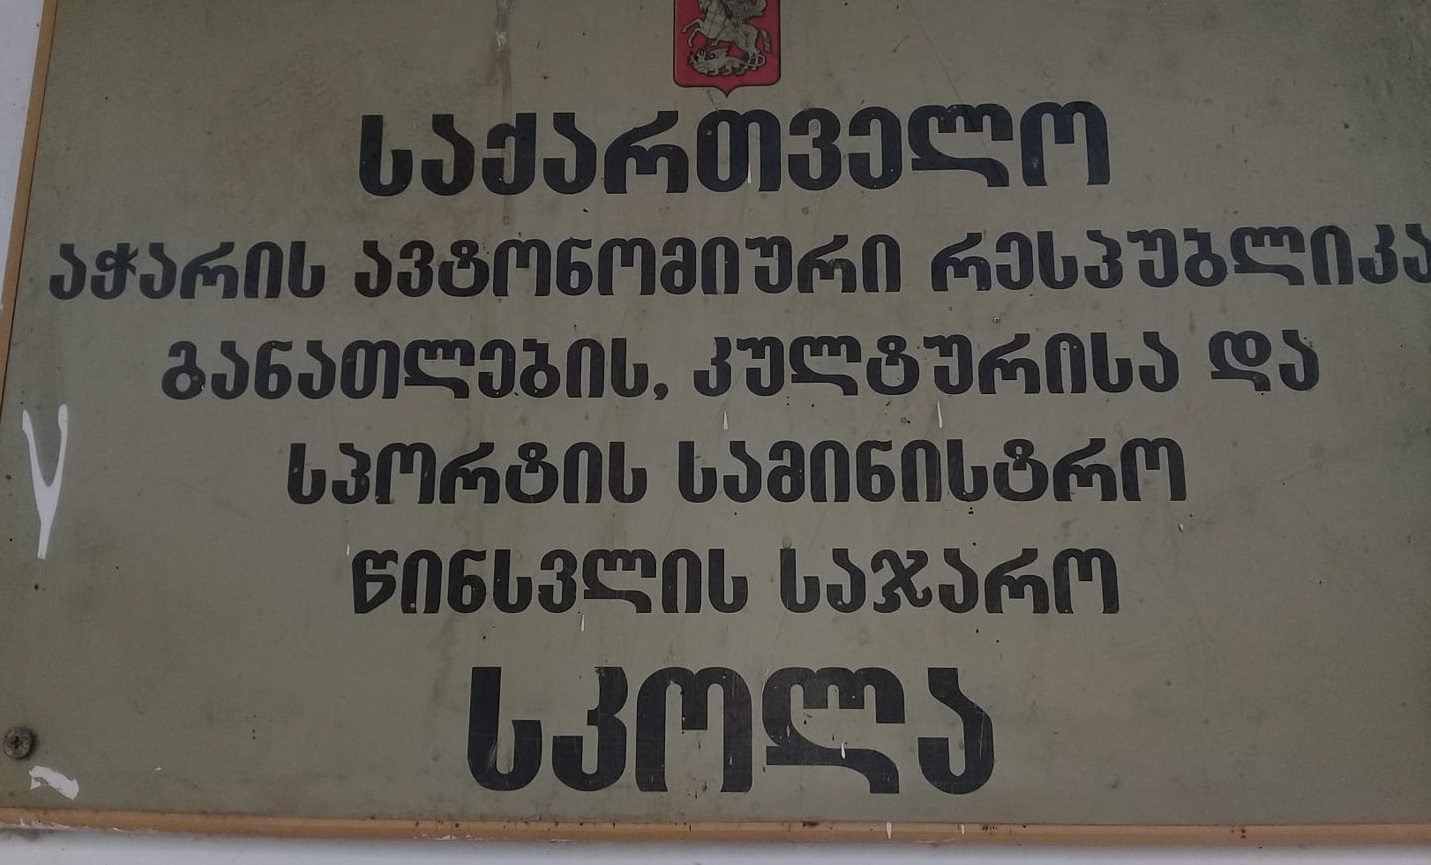 საქართველო
აჭარის ავტონომიური რესპუბლიკა
განათლების, კულტურისა და
სპორტის სამინისტრო
წინსვლის საჯარო
სკოლა